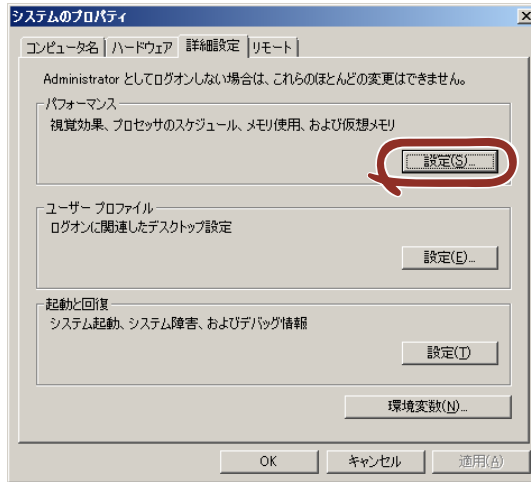 システムのプロパティ
コンピュータ名 ハードウェア 詳細設定 リモート
Administrator としてログオンしない場合は、これらのほとんどの変更はできません。
パフォーマンス
視覚効果、プロセッサのスケジュール、メモリ使用、および仮想メモリ
設定(S)...
ユーザー プロファイル
ログオンに関連したデスクトップ設定
設定(E)...
起動と回復
システム起動、システム障害、およびデバッグ情報
設定(T)
環境変数(N)...
OK キャンセル 適用(A)